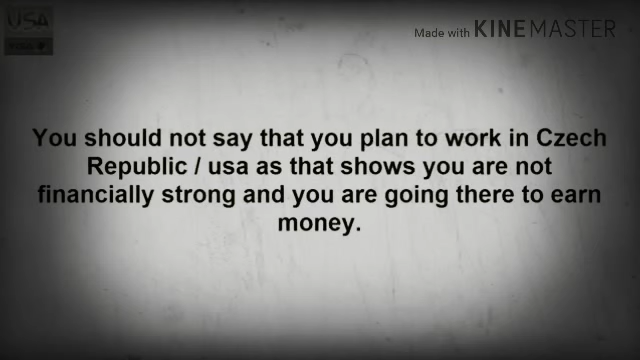 USA
Made with KINEMASTER
You should not say that you plan to work in Czech
Republic / usa as that shows you are not
financially strong and you are going there to earn
money.